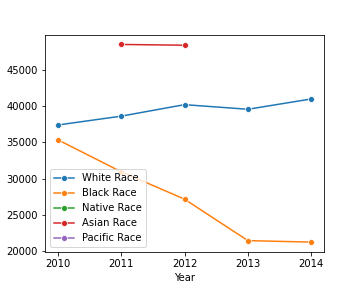 45000
40000
35000
30000
25000
20000
White Race
Black Race
Native Race
Asian Race
Pacific Race
2010 2011 2012 2013 2014
Year